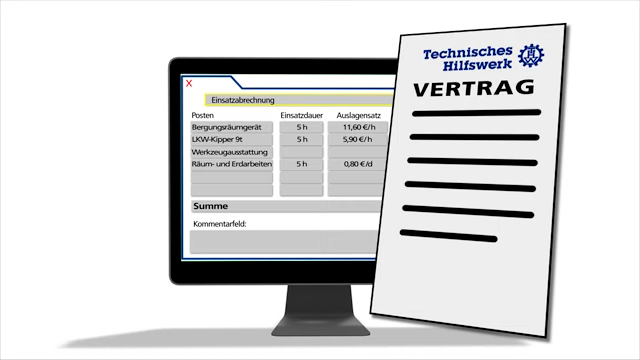 Technisches
Hilfswerk
VERTRAG
X
Einsatzabrechnung
Posten Einsatzdauer Auslagensatz
Bergungsräumgerät 5 h 11,60 €/h
LKW-Kipper 9t 5 h 5,90 €/h
Werkzeugausstattung
Räum- und Erdarbeiten 5 h 0,80 €/d
Summe
Kommentarfeld: